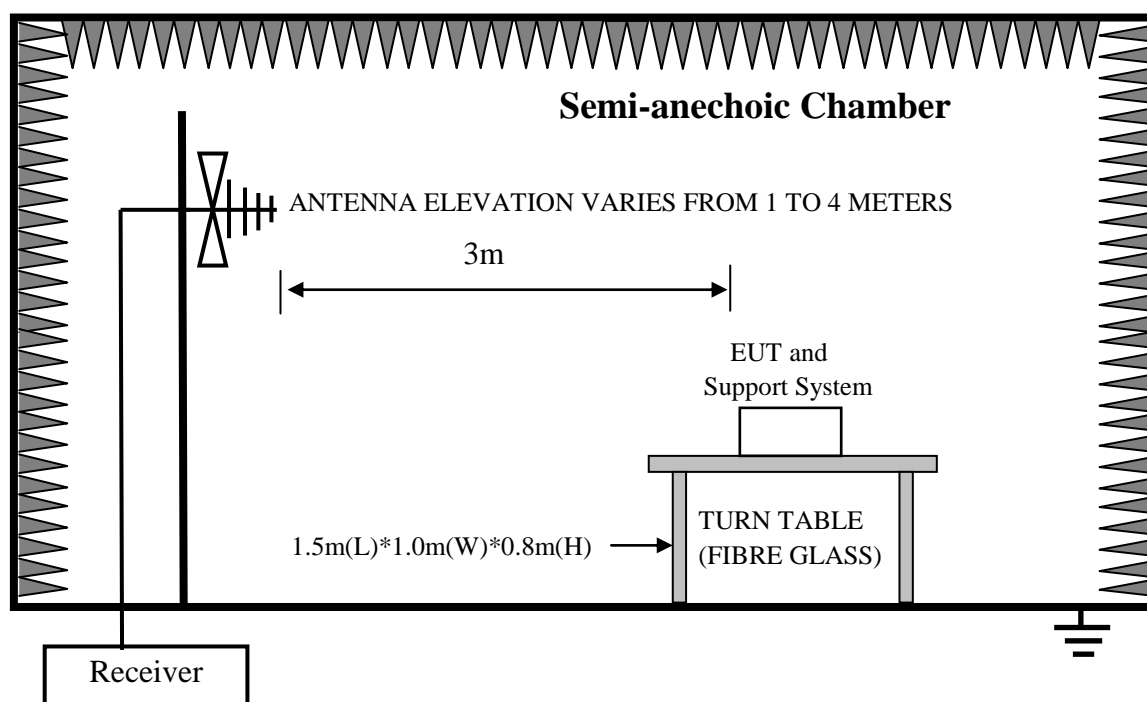 Semi-anechoic Chamber
ANTENNA ELEVATION VARIES FROM 1 TO 4 METERS
3m
EUT and
Support System
TURN TABLE
(FIBRE GLASS)
1.5m(L)*1.0m(W)*0.8m(H)
Receiver